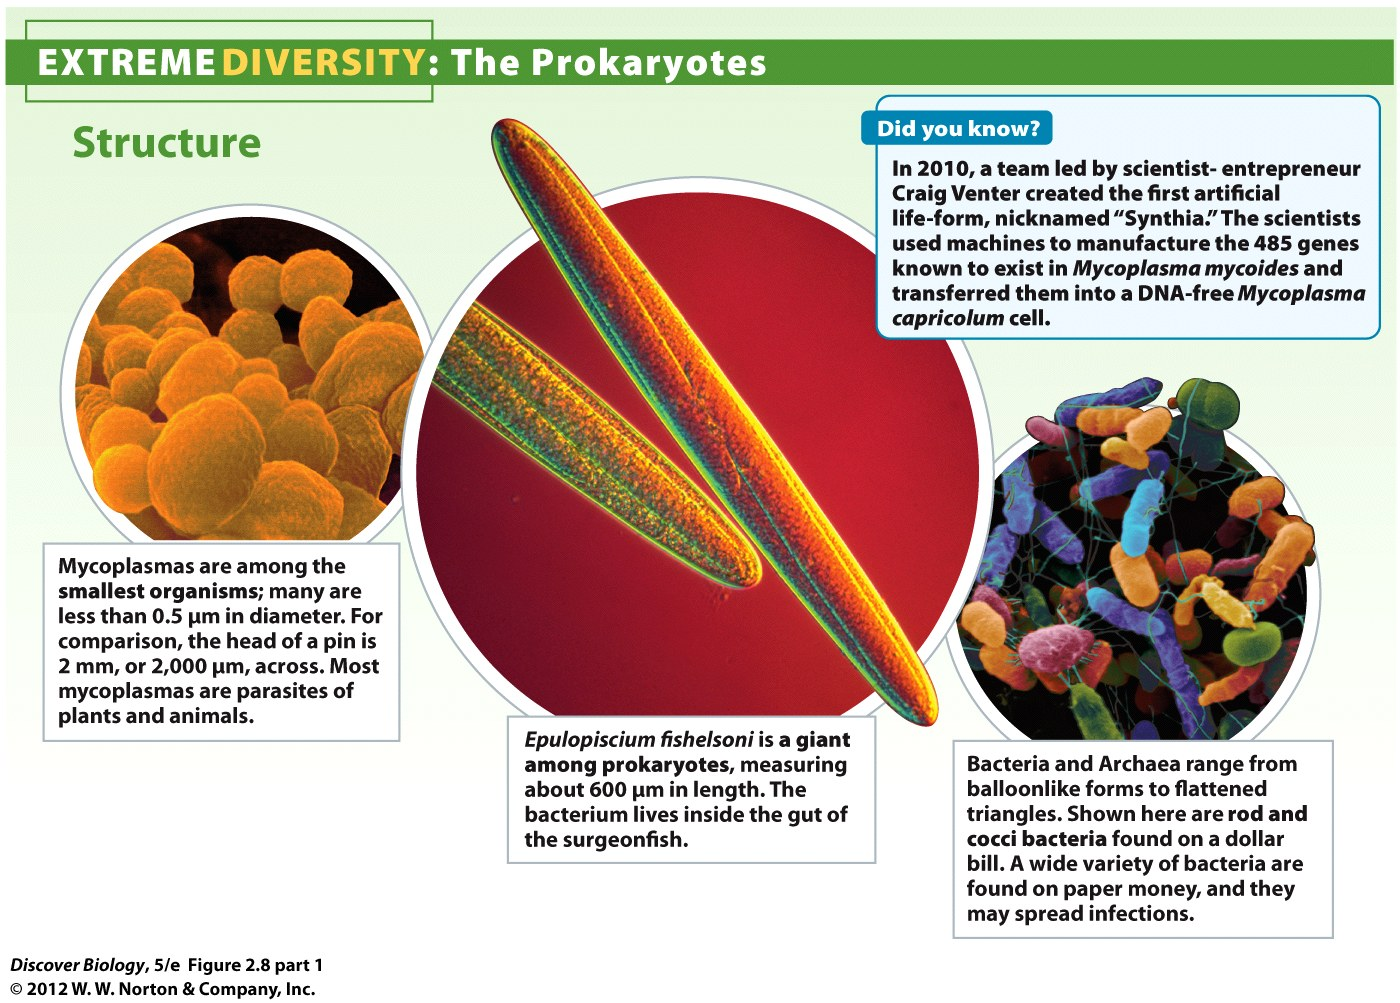 EXTREME DIVERSITY: The Prokaryotes
Structure
Did you know?
In 2010, a team led by scientist- entrepreneur
Craig Venter created the first artificial
life-form, nicknamed “Synthia.” The scientists
used machines to manufacture the 485 genes
known to exist in Mycoplasma mycoides and
transferred them into a DNA-free Mycoplasma
capricolum cell.
Mycoplasmas are among the
smallest organisms; many are
less than 0.5 µm in diameter. For
comparison, the head of a pin is
2 mm, or 2,000 µm, across. Most
mycoplasmas are parasites of
plants and animals.
Epulopiscium fishelsoni is a giant
among prokaryotes, measuring
about 600 µm in length. The
bacterium lives inside the gut of
the surgeonfish.
Bacteria and Archaea range from
balloonlike forms to flattened
triangles. Shown here are rod and
cocci bacteria found on a dollar
bill. A wide variety of bacteria are
found on paper money, and they
may spread infections.
Discover Biology, 5/e Figure 2.8 part 1
© 2012 W. W. Norton & Company, Inc.